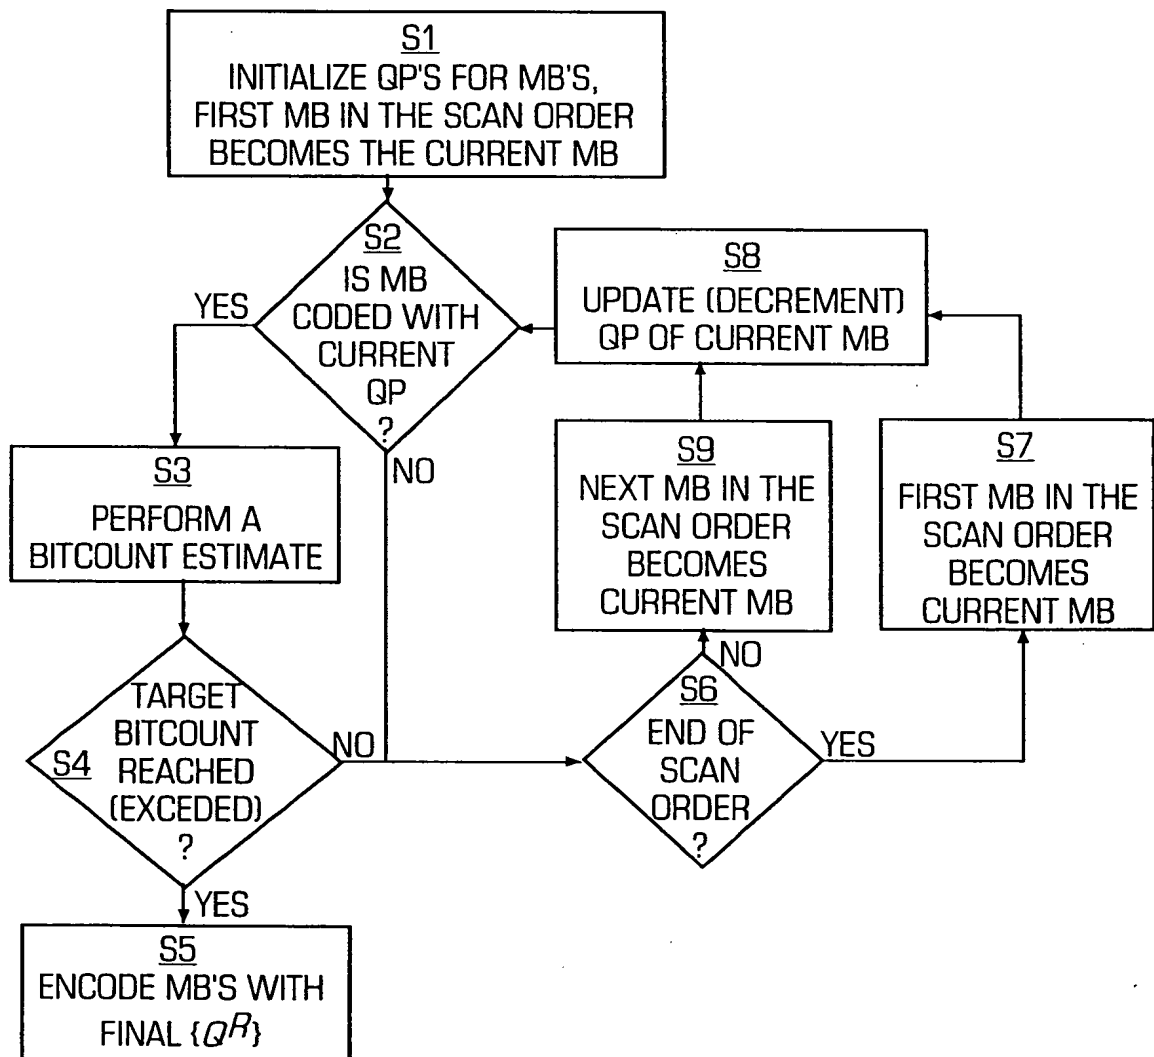 S1
INITIALIZE QP'S FOR MB'S,
FIRST MB IN THE SCAN ORDER
BECOMES THE CURRENT MB
S2
IS MB
CODED WITH
CURRENT
QP
?
YES
NO
S3
PERFORM A
BITCOUNT ESTIMATE
S4
TARGET
BITCOUNT
REACHED
(EXCEDED)
?
NO
YES
S5
ENCODE MB'S WITH
FINAL {Q^R}
S8
UPDATE (DECREMENT)
QP OF CURRENT MB
S9
NEXT MB IN THE
SCAN ORDER
BECOMES
CURRENT MB
S7
FIRST MB IN THE
SCAN ORDER
BECOMES
CURRENT MB
NO
S6
END OF
SCAN
ORDER
?
YES